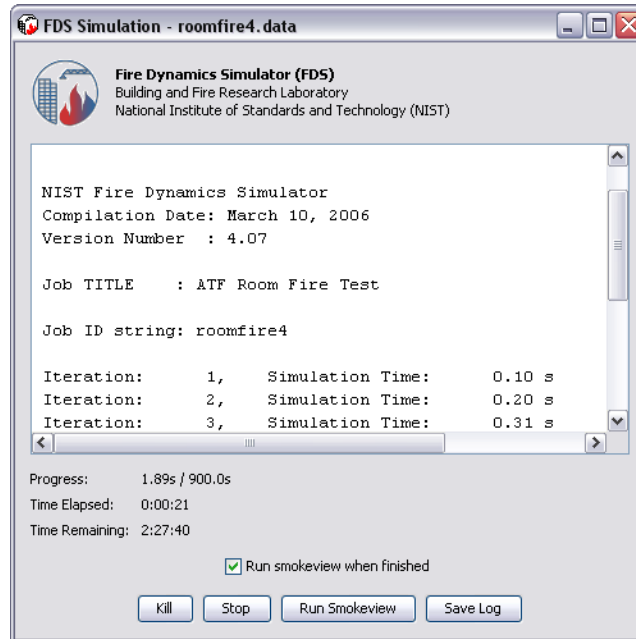 FDS Simulation - roomfire4.data
Fire Dynamics Simulator (FDS)
Building and Fire Research Laboratory
National Institute of Standards and Technology (NIST)
NIST Fire Dynamics Simulator
Compilation Date: March 10, 2006
Version Number  : 4.07
Job TITLE     : ATF Room Fire Test
Job ID string: roomfire4
Iteration:       1,    Simulation Time:       0.10 s
Iteration:       2,    Simulation Time:       0.20 s
Iteration:       3,    Simulation Time:       0.31 s
Progress: 1.89s / 900.0s
Time Elapsed: 0:00:21
Time Remaining: 2:27:40
Run smokeview when finished
Kill Stop Run Smokeview Save Log